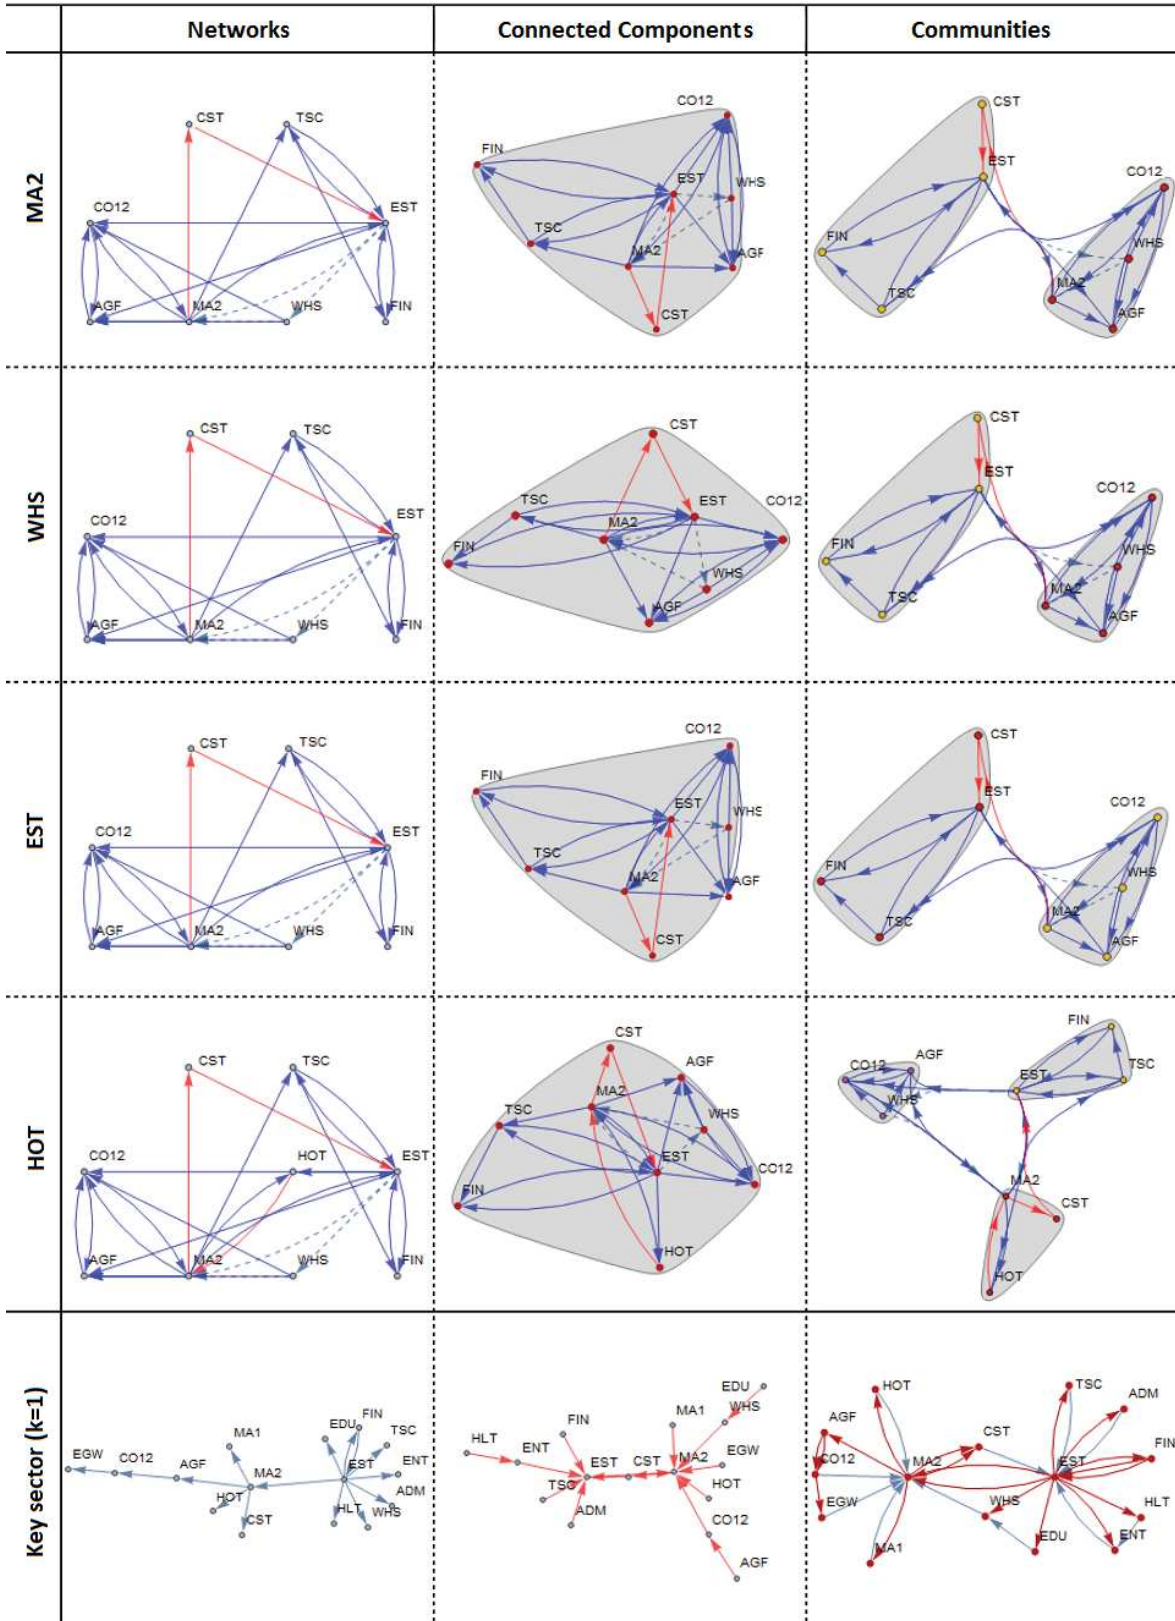 Networks Connected Components Communities
MA2
CST TSC CO12 EST AGF MA2 WHS FIN
CO12 FIN EST WHS TSC MA2 AGF CST
CST EST CO12 FIN WHS MA2 TSC AGF
WHS
CST TSC CO12 EST AGF MA2 WHS FIN
CST TSC EST CO12 MA2 FIN WHS AGF
CST EST CO12 WHS FIN MA2 TSC AGF
EST
CST TSC CO12 EST AGF MA2 WHS FIN
CO12 FIN EST WHS TSC MA2 AGF CST
CST EST CO12 FIN WHS MA2 TSC AGF
HOT
CST TSC CO12 HOT EST AGF MA2 WHS FIN
CST AGF MA2 TSC WHS EST CO12 FIN HOT
FIN AGF CO12 TSC EST WHS MA2 CST HOT
Key sector (k=1)
FIN EDU TSC MA1 EGW CO12 AGF MA2 EST ENT HOT HLT ADM WHS CST
EDU MA1 WHS FIN HLT ENT EST CST MA2 EGW TSC HOT ADM CO12 AGF
HOT TSC ADM AGF CST FIN CO12 MA2 EST EGW WHS HLT MA1 EDU ENT